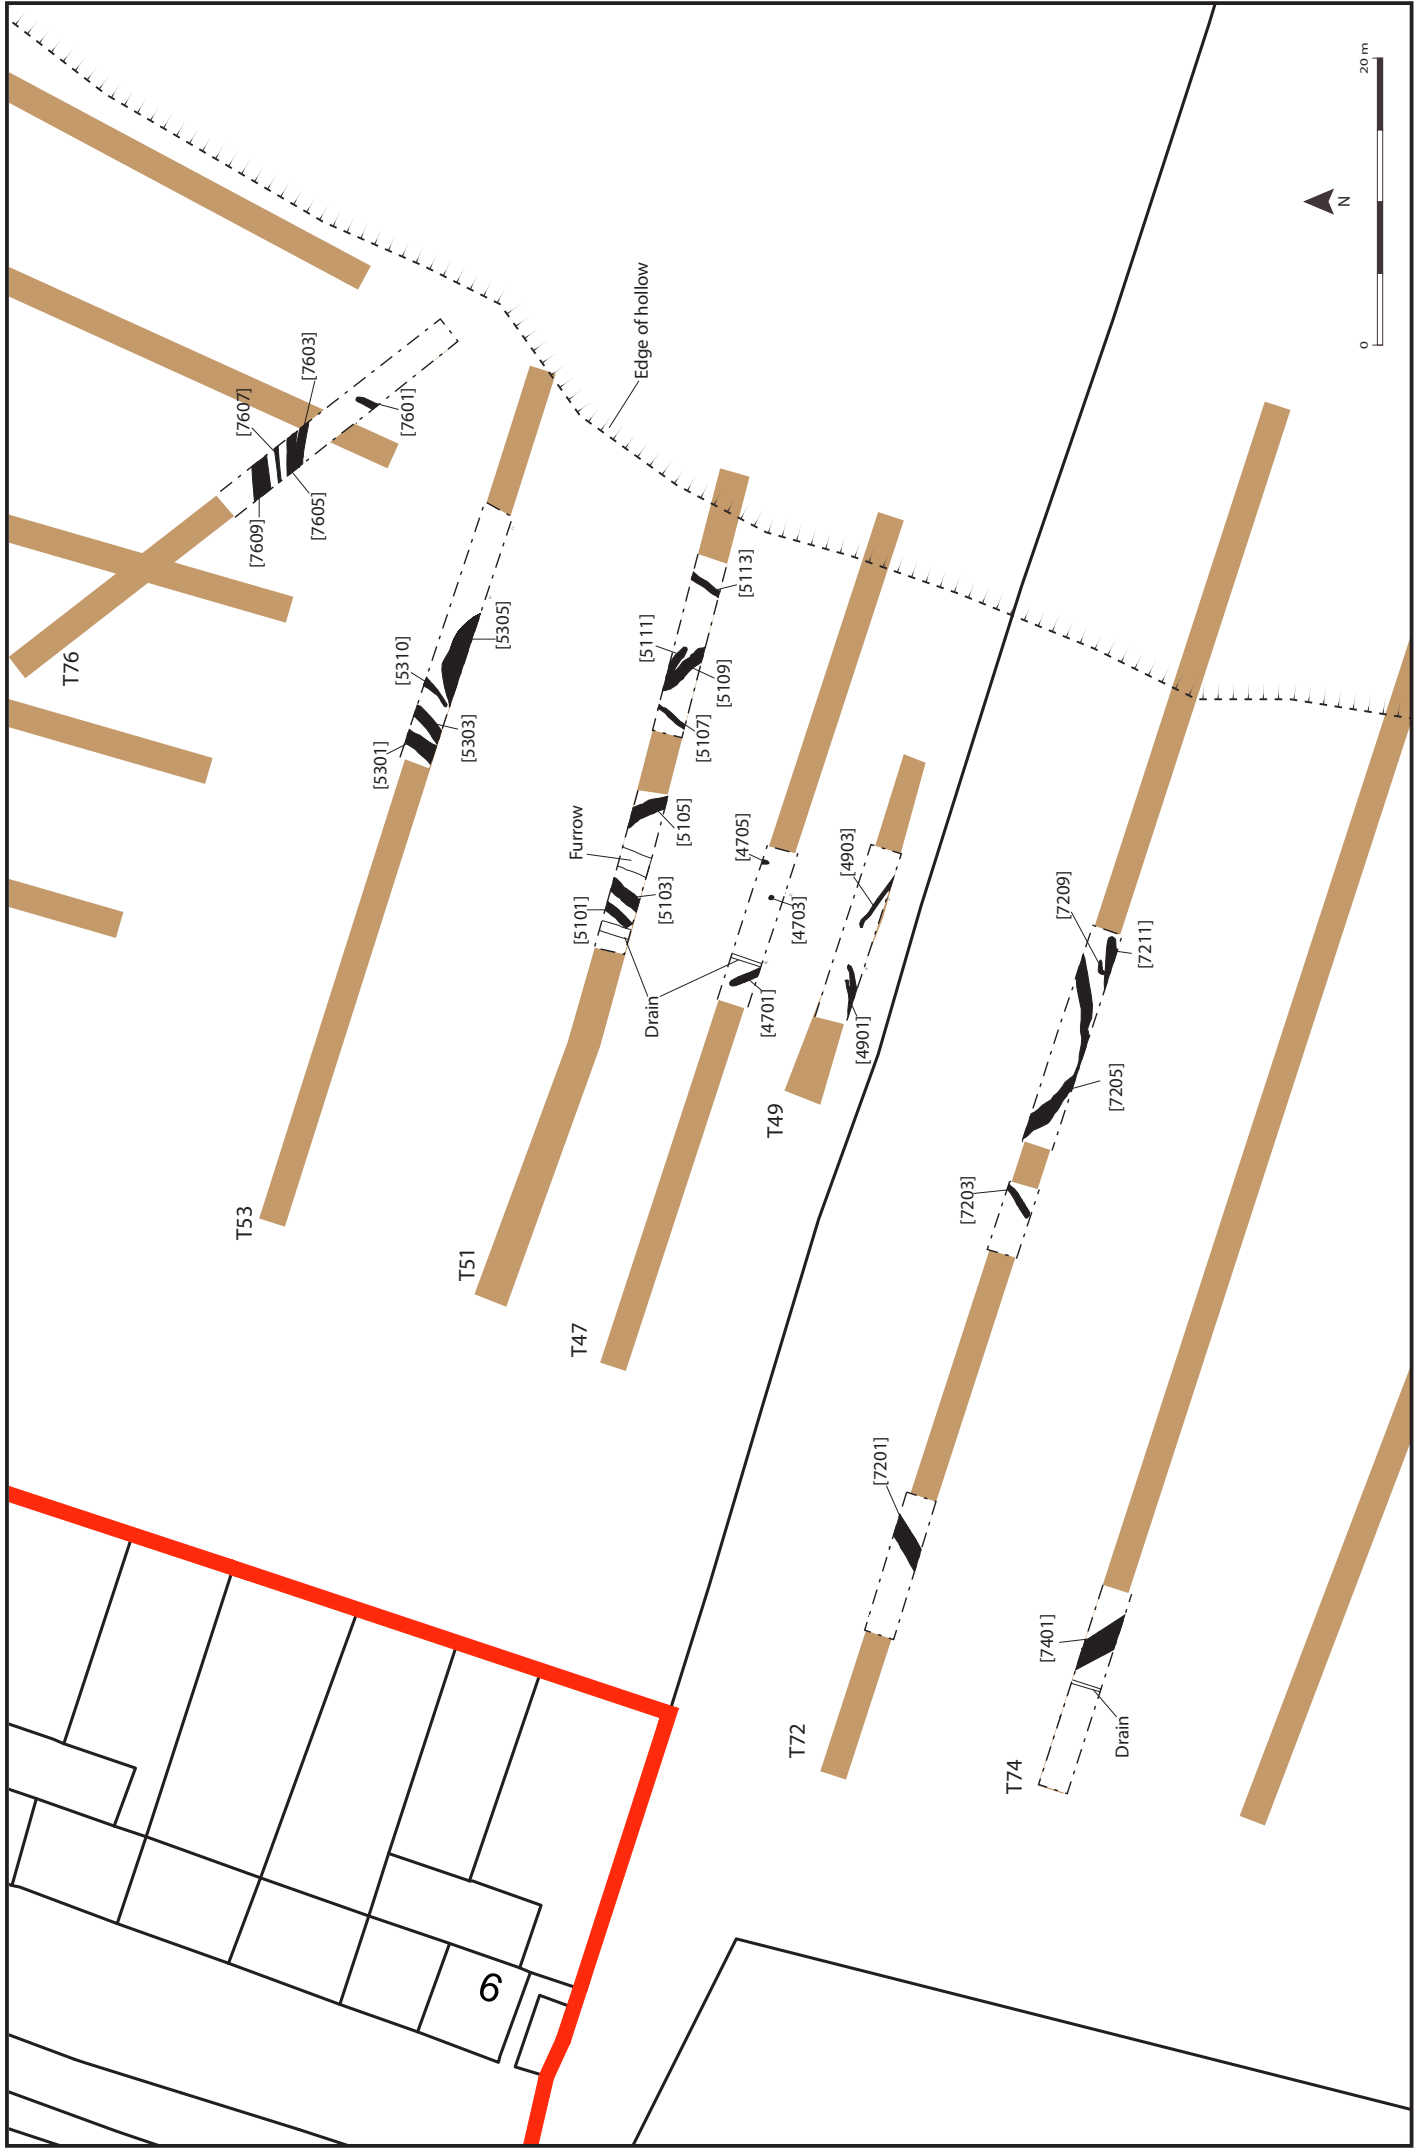 T76
[7609]
[7607]
[7605]
[7603]
[7601]
T53
[5301]
[5310]
[5303]
[5305]
T51
[5101]
Furrow
[5103]
[5105]
[5111]
[5107]
[5109]
[5113]
Edge of hollow
Drain
T47
[4701]
[4705]
[4703]
T49
[4901]
[4903]
T72
[7201]
[7203]
[7205]
[7209]
[7211]
T74
[7401]
Drain
6
N
0
20 m